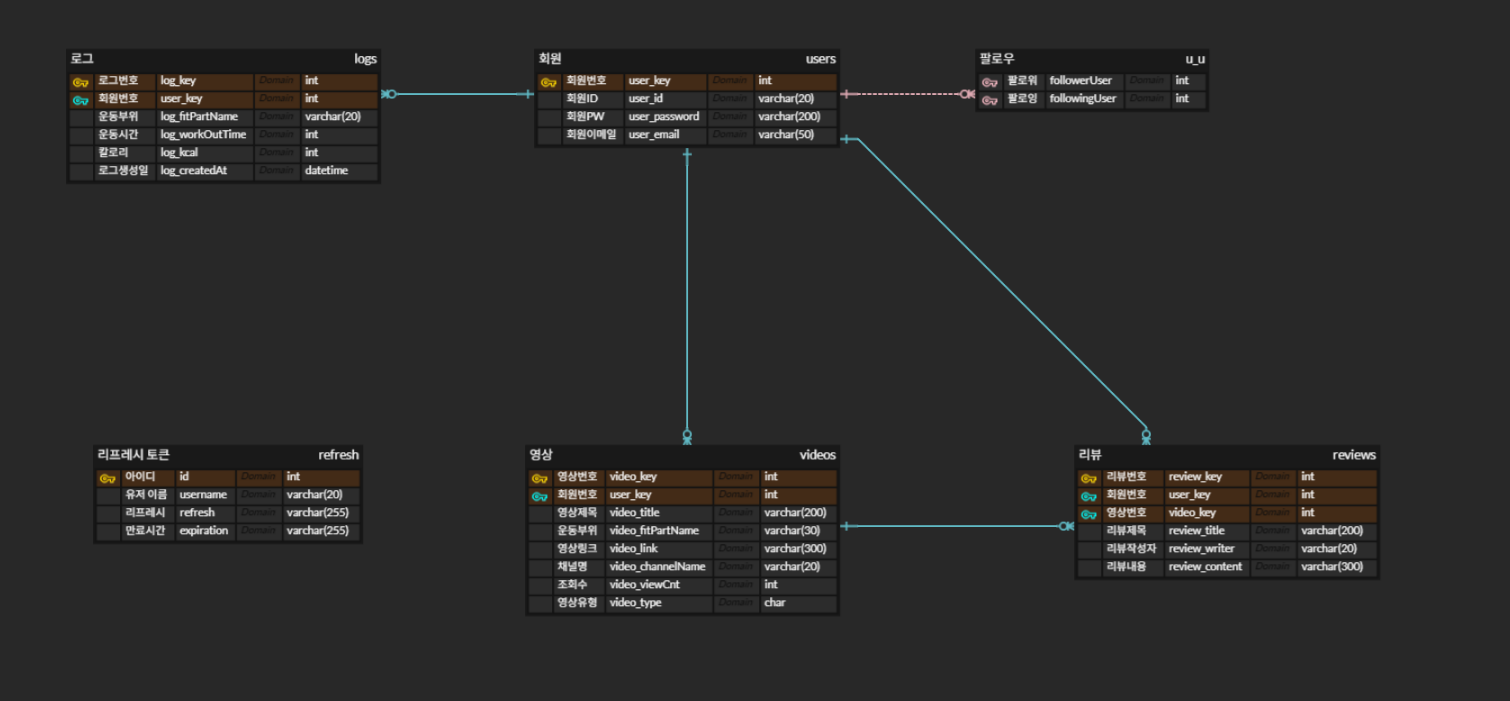 로그 logs
로그번호 log_key Domain int
회원번호 user_key Domain int
운동부위 log_fitPartName Domain varchar(20)
운동시간 log_workOutTime Domain int
칼로리 log_kcal Domain int
로그생성일 log_createdAt Domain datetime
회원 users
회원번호 user_key Domain int
회원ID user_id Domain varchar(20)
회원PW user_password Domain varchar(200)
회원이메일 user_email Domain varchar(50)
팔로우 u_u
팔로워 followerUser Domain int
팔로잉 followingUser Domain int
리프레시 토큰 refresh
아이디 id Domain int
유저 이름 username Domain varchar(20)
리프레시 refresh Domain varchar(255)
만료시간 expiration Domain varchar(255)
영상 videos
영상번호 video_key Domain int
회원번호 user_key Domain int
영상제목 video_title Domain varchar(200)
운동부위 video_fitPartName Domain varchar(30)
영상링크 video_link Domain varchar(300)
채널명 video_channelName Domain varchar(20)
조회수 video_viewCnt Domain int
영상유형 video_type Domain char
리뷰 reviews
리뷰번호 review_key Domain int
회원번호 user_key Domain int
영상번호 video_key Domain int
리뷰제목 review_title Domain varchar(200)
리뷰작성자 review_writer Domain varchar(20)
리뷰내용 review_content Domain varchar(300)